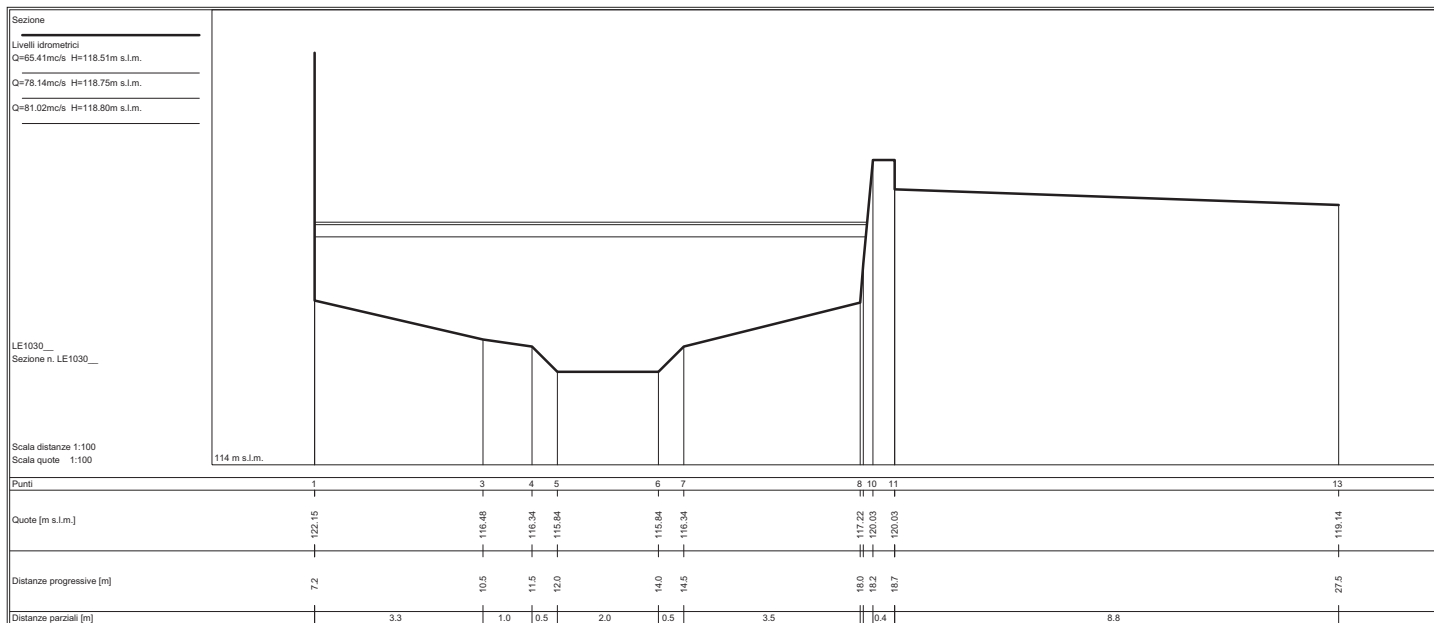 Sezione
Livelli idrometrici
Q=65.41mc/s H=118.51m s.l.m.
Q=78.14mc/s H=118.75m s.l.m.
Q=81.02mc/s H=118.80m s.l.m.
LE1030__
Sezione n. LE1030__
Scala distanze 1:100
Scala quote 1:100
114 m s.l.m.
Punti 1 3 4 5 6 7 8 10 11 13
Quote [m s.l.m.] 122.15 116.48 116.34 115.84 115.84 116.34 117.22 120.03 120.03 119.14
Distanze progressive [m] 7.2 10.5 11.5 12.0 14.0 14.5 18.0 18.2 18.7 27.5
Distanze parziali [m] 3.3 1.0 0.5 2.0 0.5 3.5 0.4 8.8